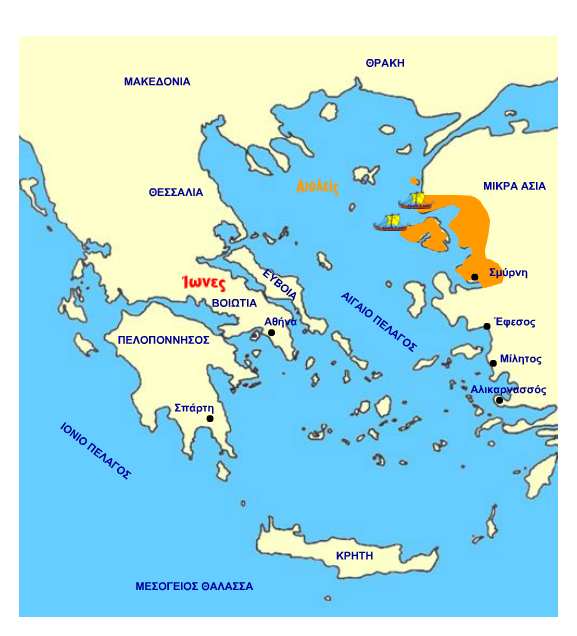 ΘΡΑΚΗ
ΜΑΚΕΔΟΝΙΑ
Αιολείς
ΜΙΚΡΑ ΑΣΙΑ
ΘΕΣΣΑΛΙΑ
Σμύρνη
Ίωνες
ΕΥΒΟΙΑ
ΒΟΙΩΤΙΑ
ΑΙΓΑΙΟ ΠΕΛΑΓΟΣ
Αθήνα
Έφεσος
ΠΕΛΟΠΟΝΝΗΣΟΣ
Μίλητος
Αλικαρνασσός
Σπάρτη
ΙΟΝΙΟ ΠΕΛΑΓΟΣ
ΚΡΗΤΗ
ΜΕΣΟΓΕΙΟΣ ΘΑΛΑΣΣΑ